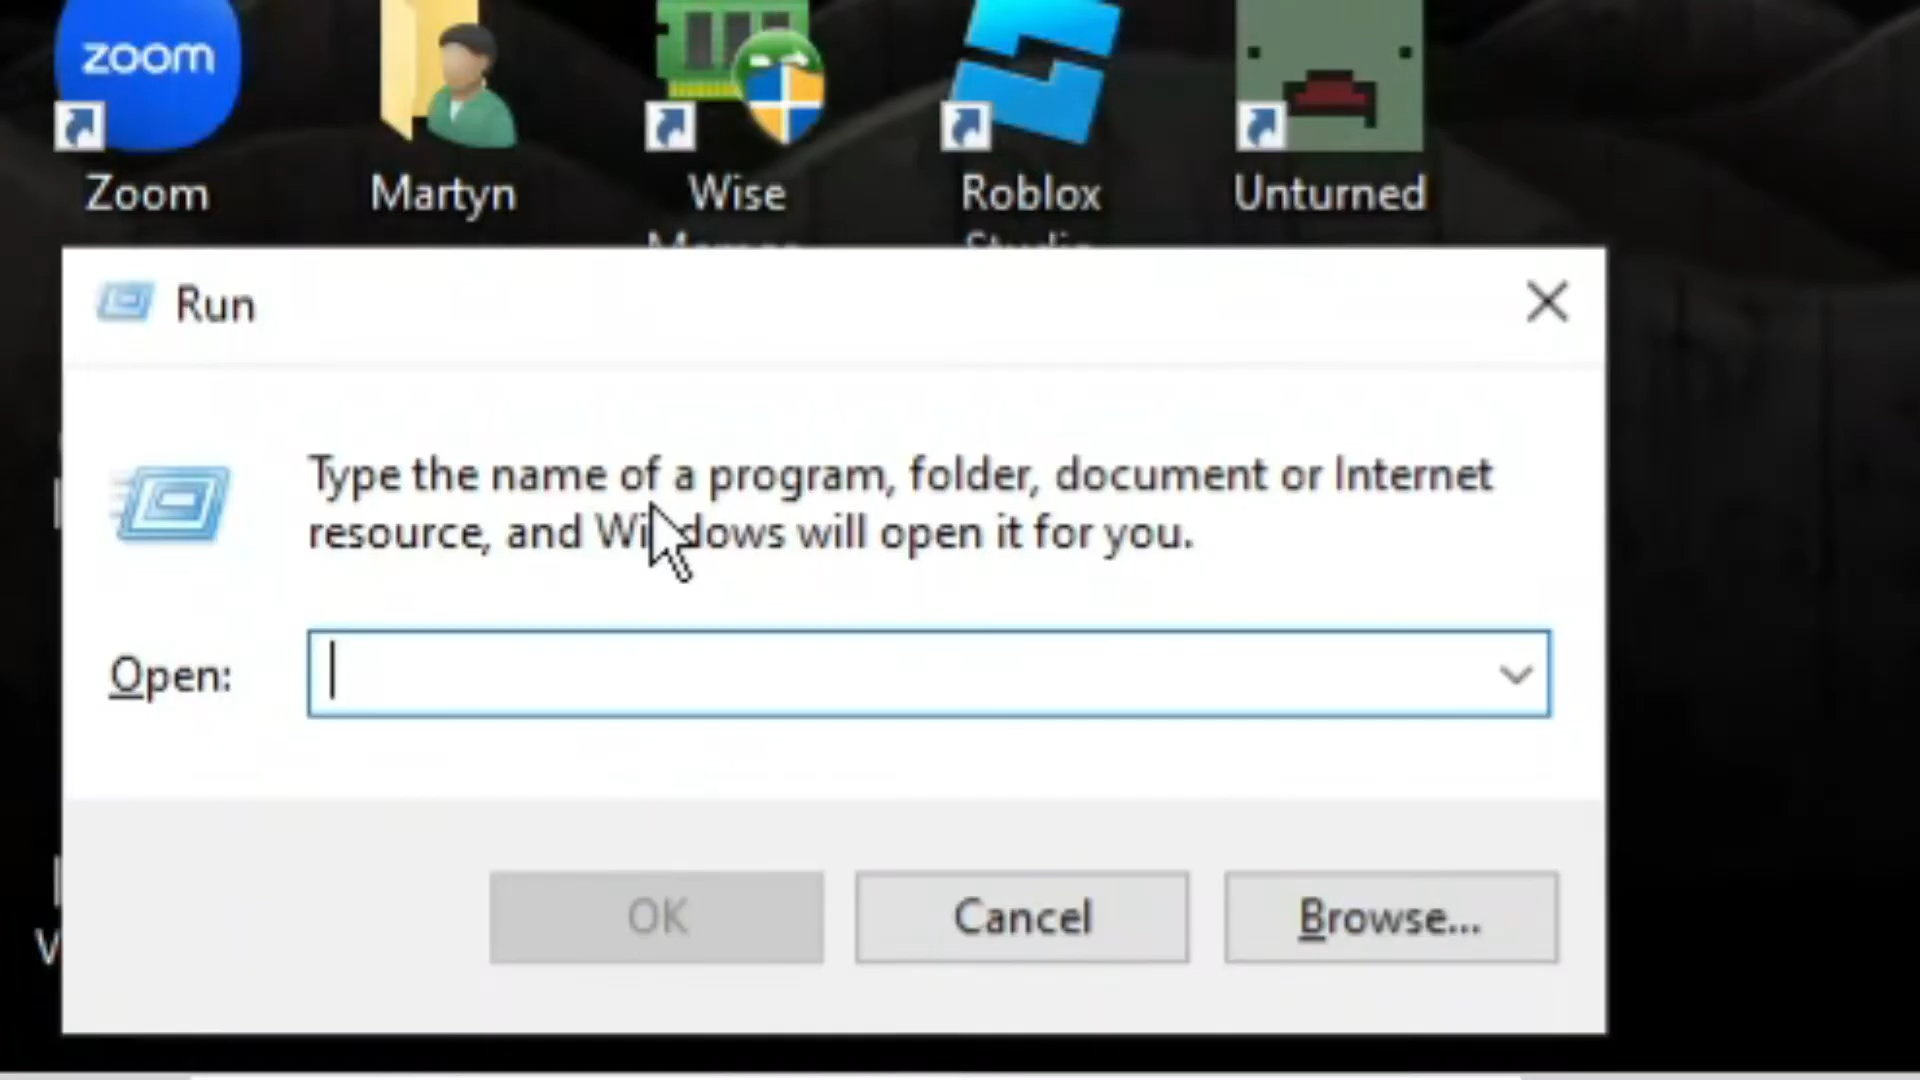 zoom
Zoom
Martyn
Wise
Roblox
Studio
Unturned
Run
Type the name of a program, folder, document or Internet
resource, and Windows will open it for you.
Open:
OK
Cancel
Browse...
V